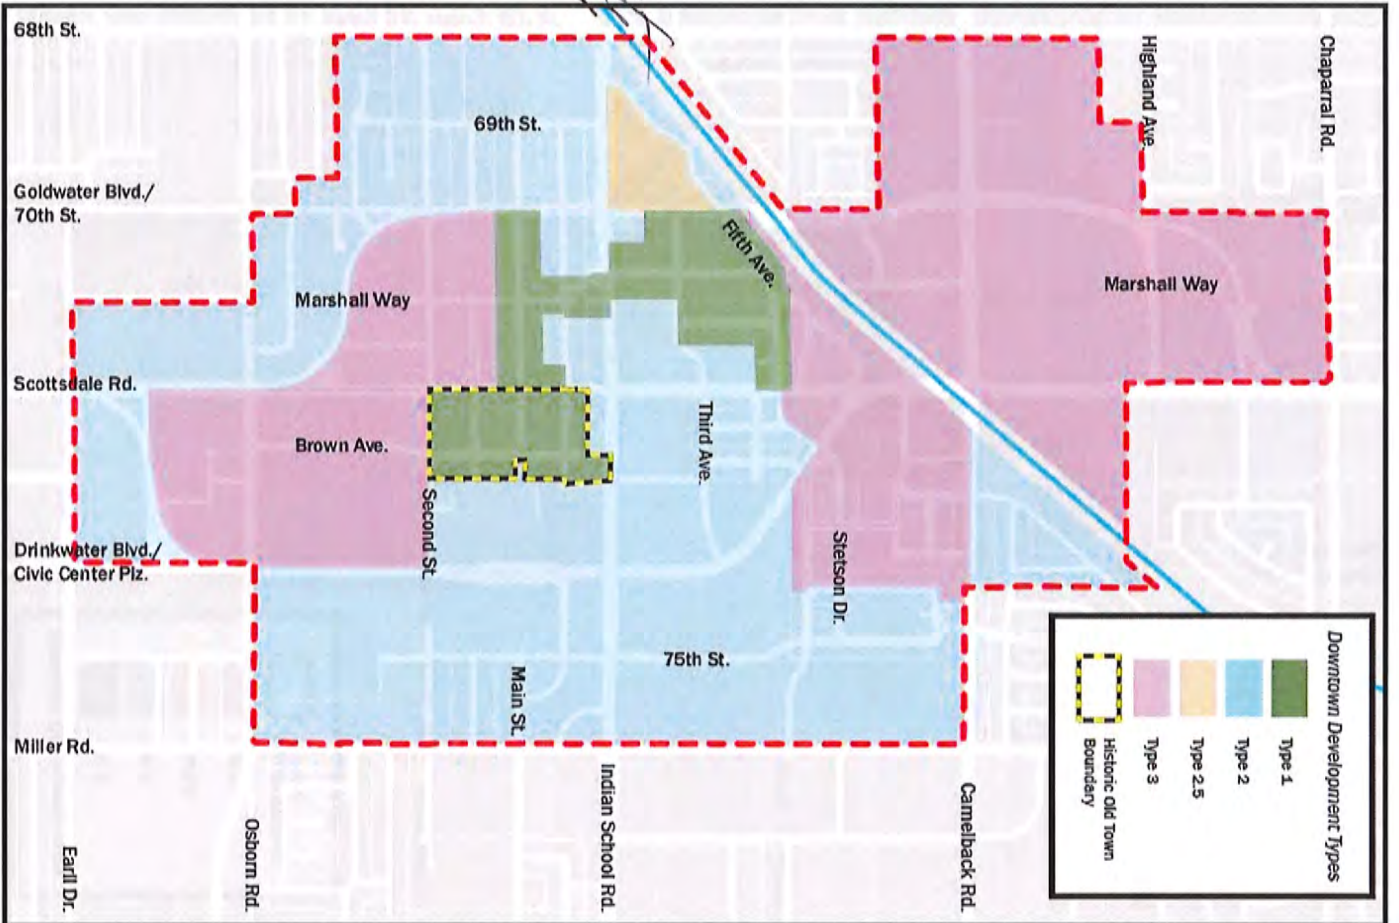 68th St.
Highland Ave.
Chaparral Rd.
69th St.
Goldwater Blvd./
70th St.
Fifth Ave.
Marshall Way
Marshall Way
Scottsdale Rd.
Third Ave.
Brown Ave.
Second St.
Drinkwater Blvd./
Civic Center Plz.
Stetson Dr.
75th St.
Main St.
Miller Rd.
Indian School Rd.
Camelback Rd.
Osborn Rd.
Earll Dr.
Downtown Development Types
Type 1
Type 2
Type 2.5
Type 3
Historic Old Town
Boundary